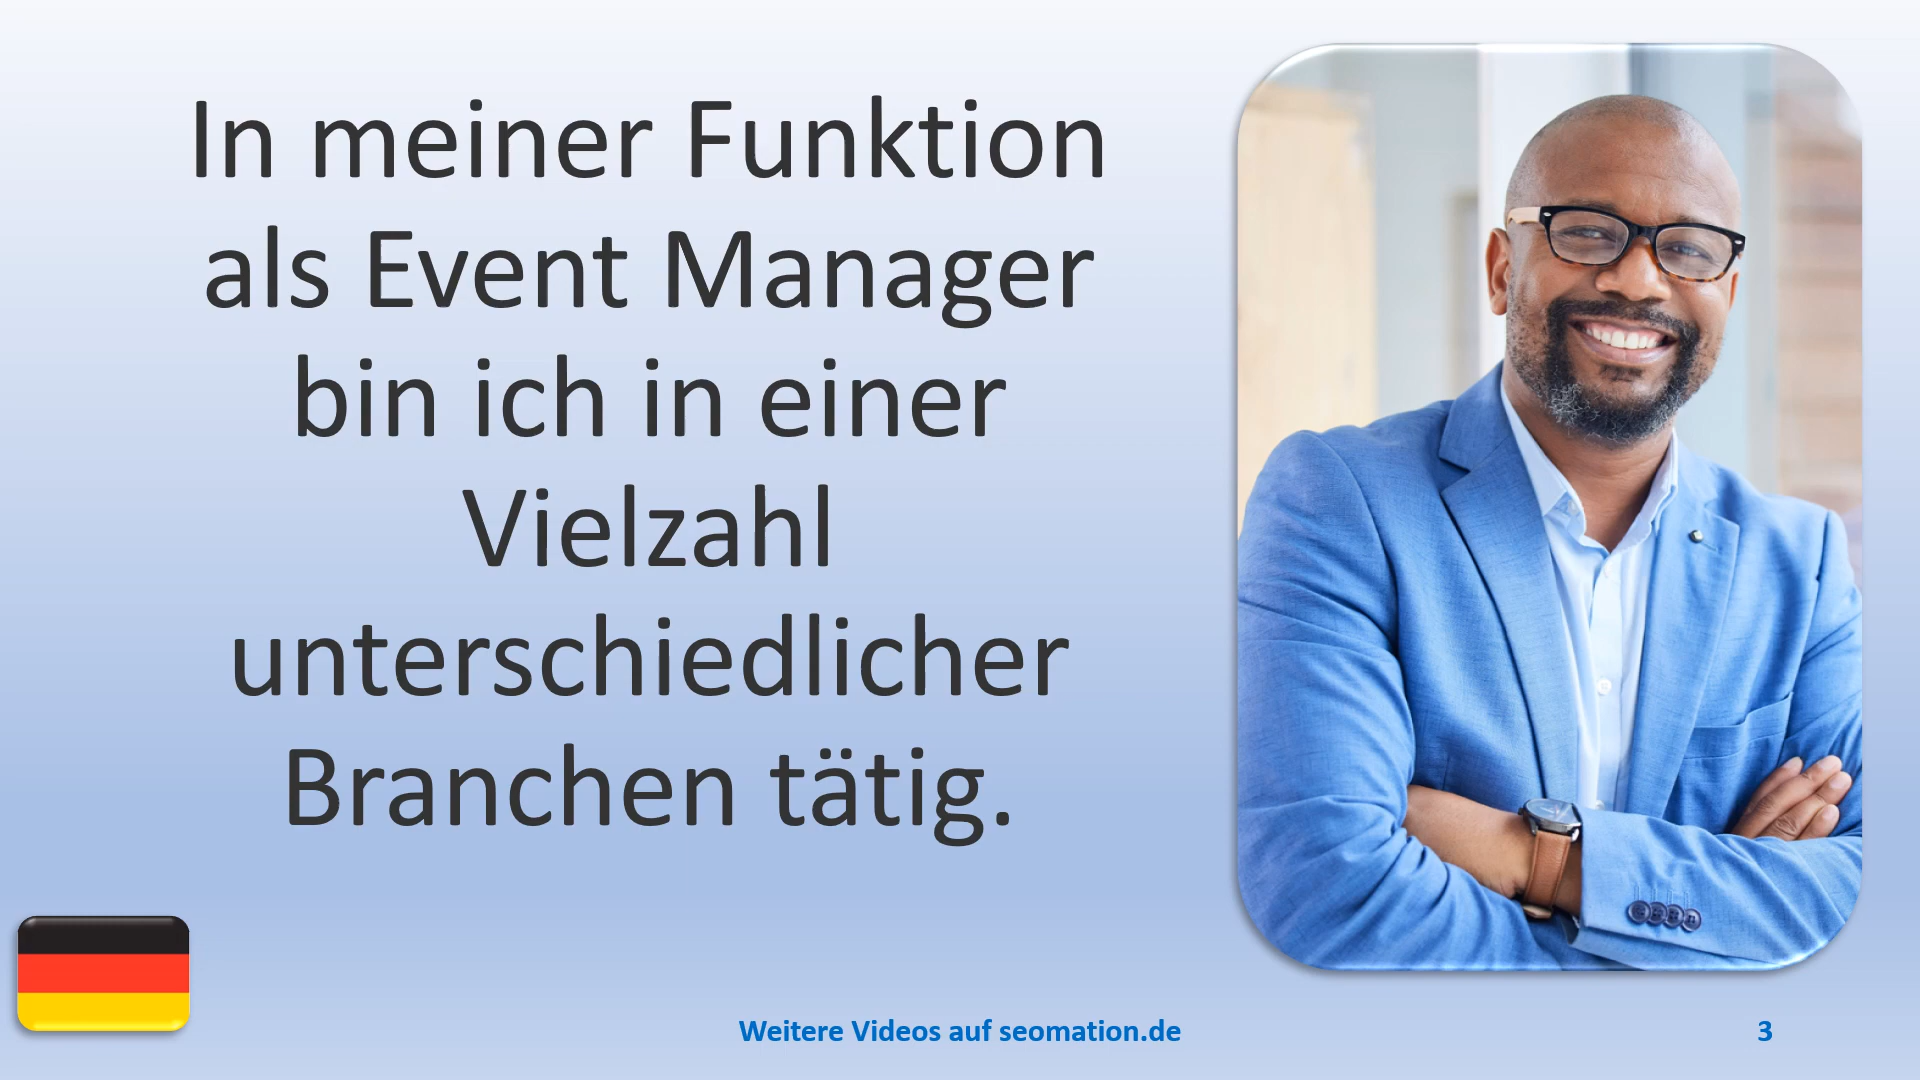 In meiner Funktion
als Event Manager
bin ich in einer
Vielzahl
unterschiedlicher
Branchen tätig.
Weitere Videos auf seomation.de
3